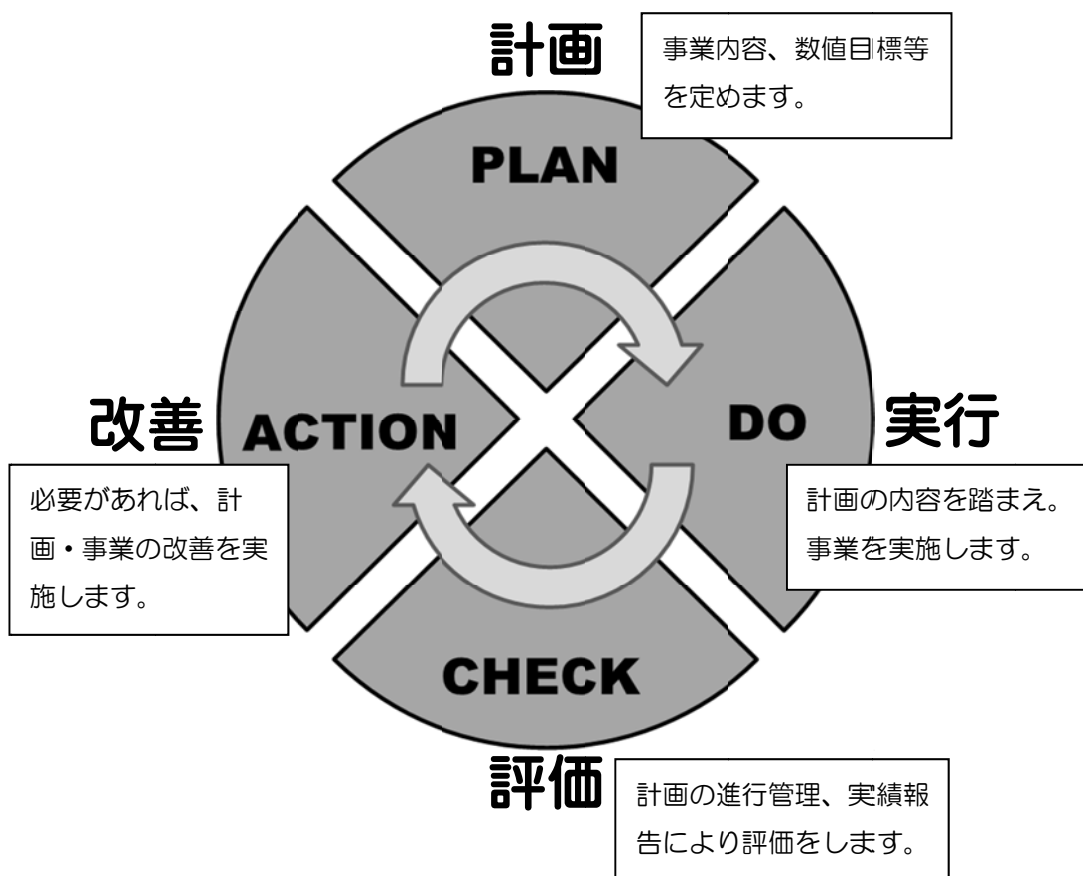 計画
事業内容、数値目標等
を定めます。
PLAN
改善
ACTION
DO
実行
必要があれば、計
画・事業の改善を実
施します。
計画の内容を踏まえ。
事業を実施します。
CHECK
評価
計画の進行管理、実績報
告により評価をします。